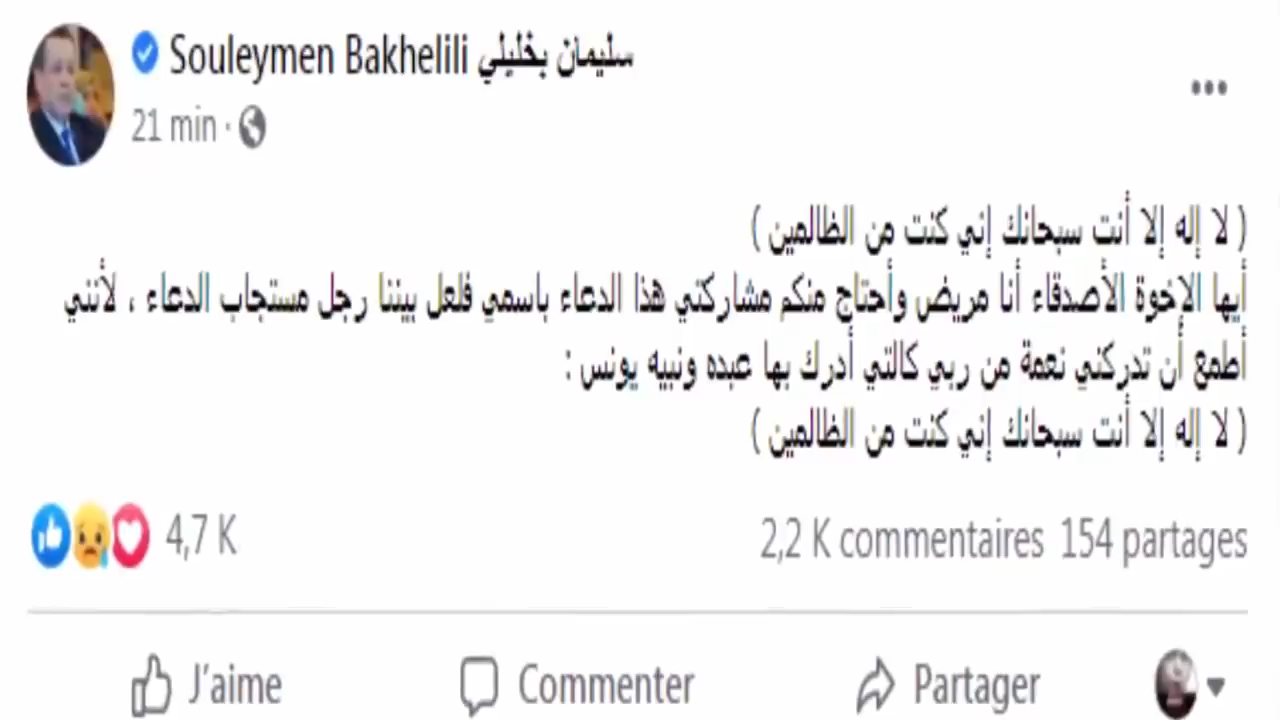 Souleymen Bakhelili سليمان بخليلي
21 min ·
( لا إله إلا أنت سبحانك إني كنت من الظالمين )
أيها الإخوة الأصدقاء أنا مريض وأحتاج منكم مشاركتي هذا الدعاء باسمي فلعل بيننا رجل مستجاب الدعاء ، لأنني
أطمع أن تدركني نعمة من ربي كالتي أدرك بها عبده ونبيه يونس :
( لا إله إلا أنت سبحانك إني كنت من الظالمين )
4,7 K 2,2 K commentaires 154 partages
J'aime Commenter Partager